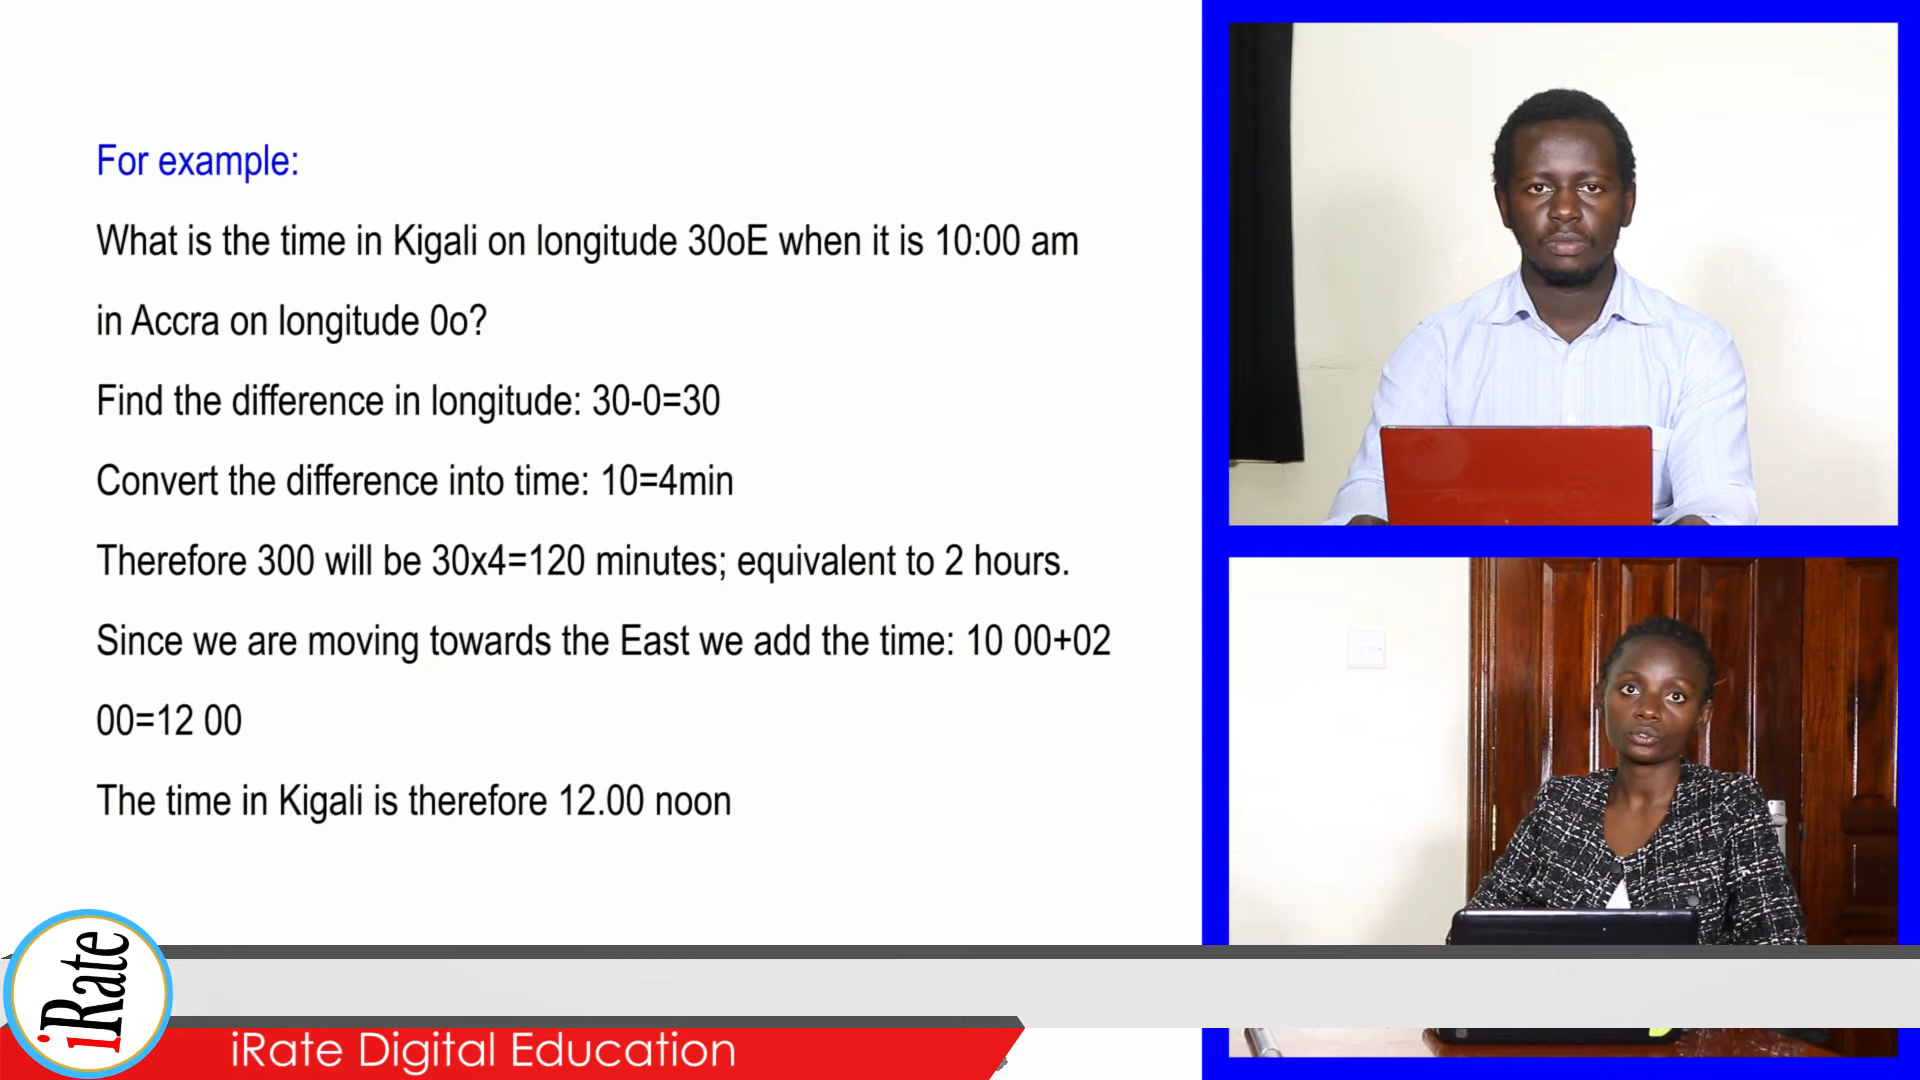 For example:
What is the time in Kigali on longitude 30oE when it is 10:00 am
in Accra on longitude 0o?
Find the difference in longitude: 30-0=30
Convert the difference into time: 10=4min
Therefore 300 will be 30x4=120 minutes; equivalent to 2 hours.
Since we are moving towards the East we add the time: 10 00+02
00=12 00
The time in Kigali is therefore 12.00 noon
iRate
iRate Digital Education